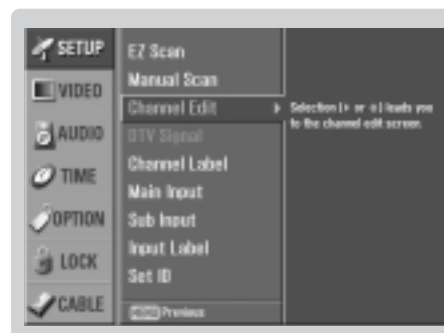 SETUP
VIDEO
AUDIO
TIME
OPTION
LOCK
CABLE
EZ Scan
Manual Scan
Channel Edit
DTV Signal
Channel Label
Main Input
Sub Input
Input Label
Set ID
Previous
Selection ( or ) leads you
to the channel edit screen.